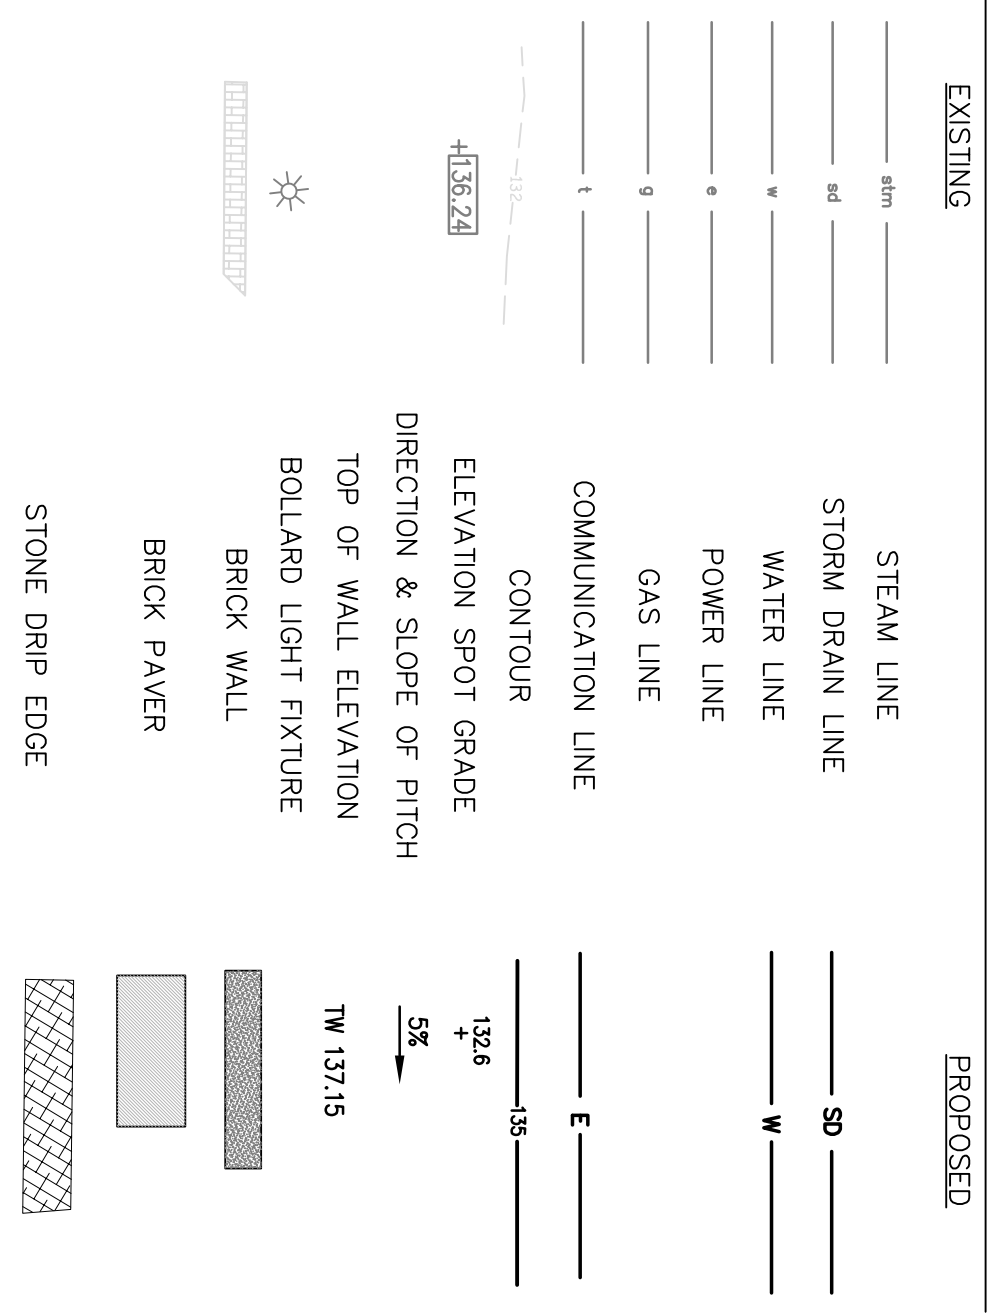 EXISTING PROPOSED
stm STEAM LINE
sd STORM DRAIN LINE SD
w WATER LINE W
e POWER LINE
g GAS LINE
t COMMUNICATION LINE E
132 CONTOUR 135
+136.24 ELEVATION SPOT GRADE 132.6 +
DIRECTION & SLOPE OF PITCH 5%
TOP OF WALL ELEVATION TW 137.15
BOLLARD LIGHT FIXTURE
BRICK WALL
BRICK PAVER
STONE DRIP EDGE